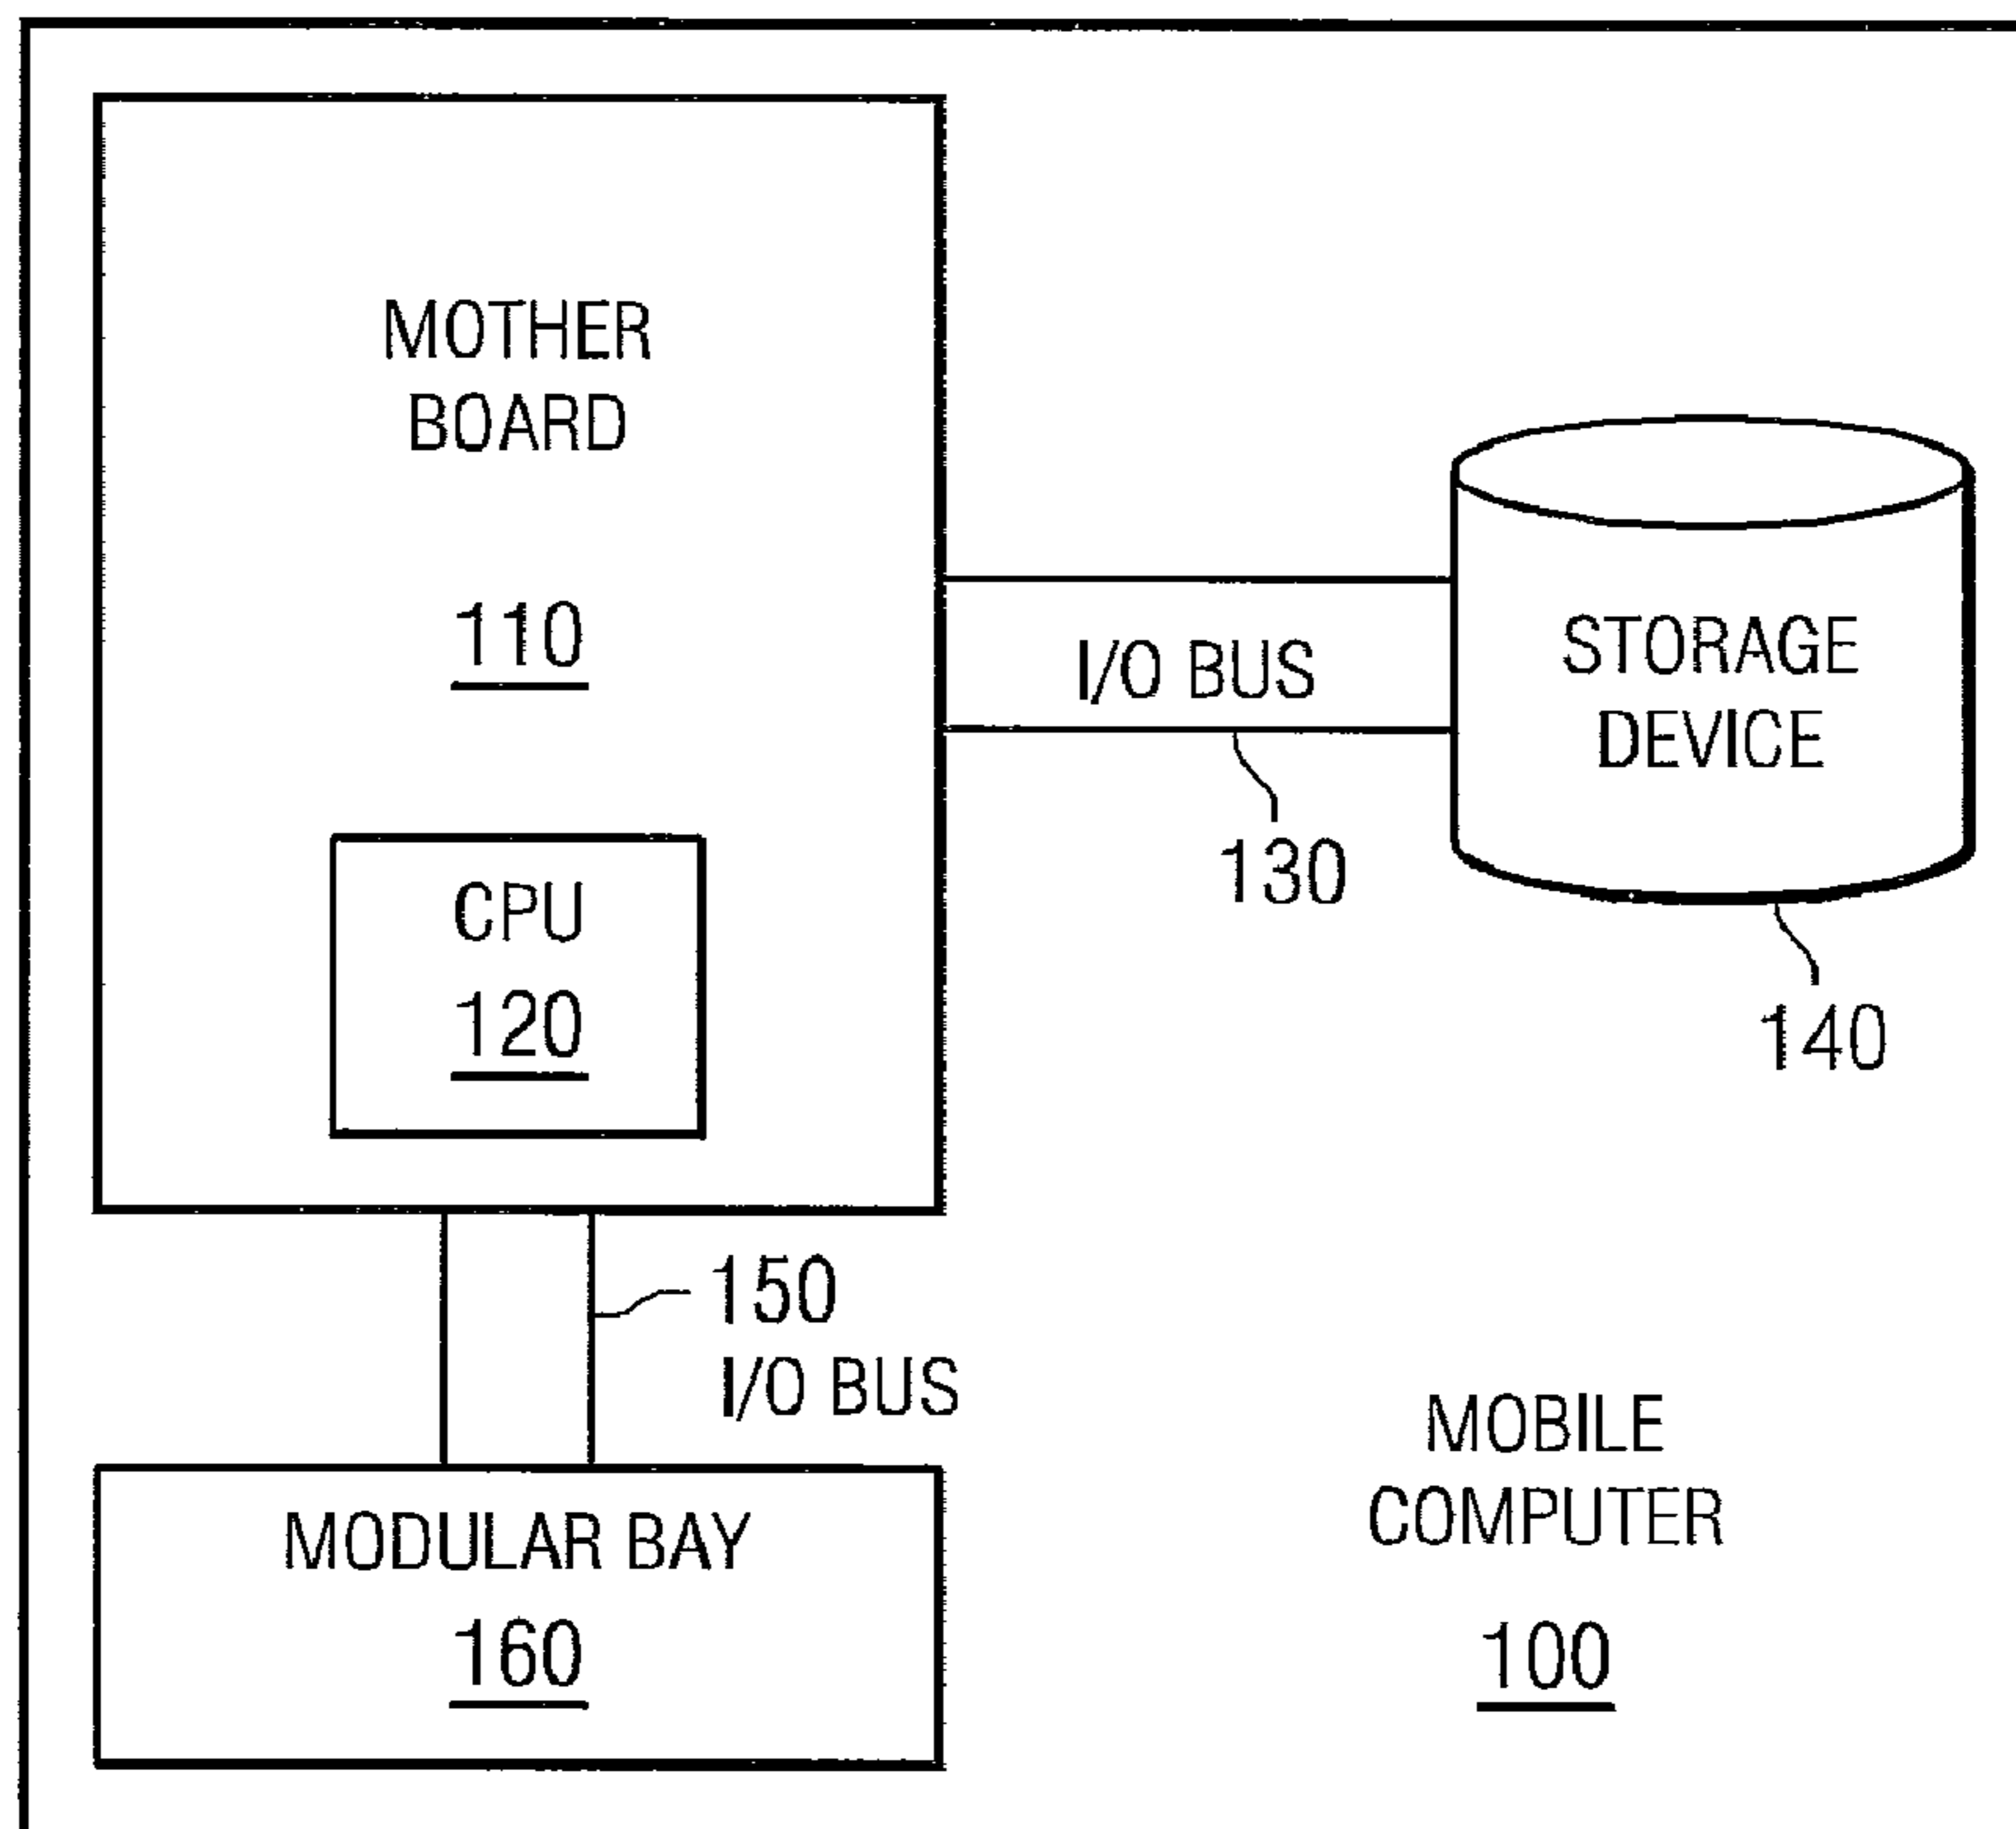 MOTHER
BOARD
110
I/O BUS
130
STORAGE
DEVICE
140
CPU
120
150
I/O BUS
MODULAR BAY
160
MOBILE
COMPUTER
100